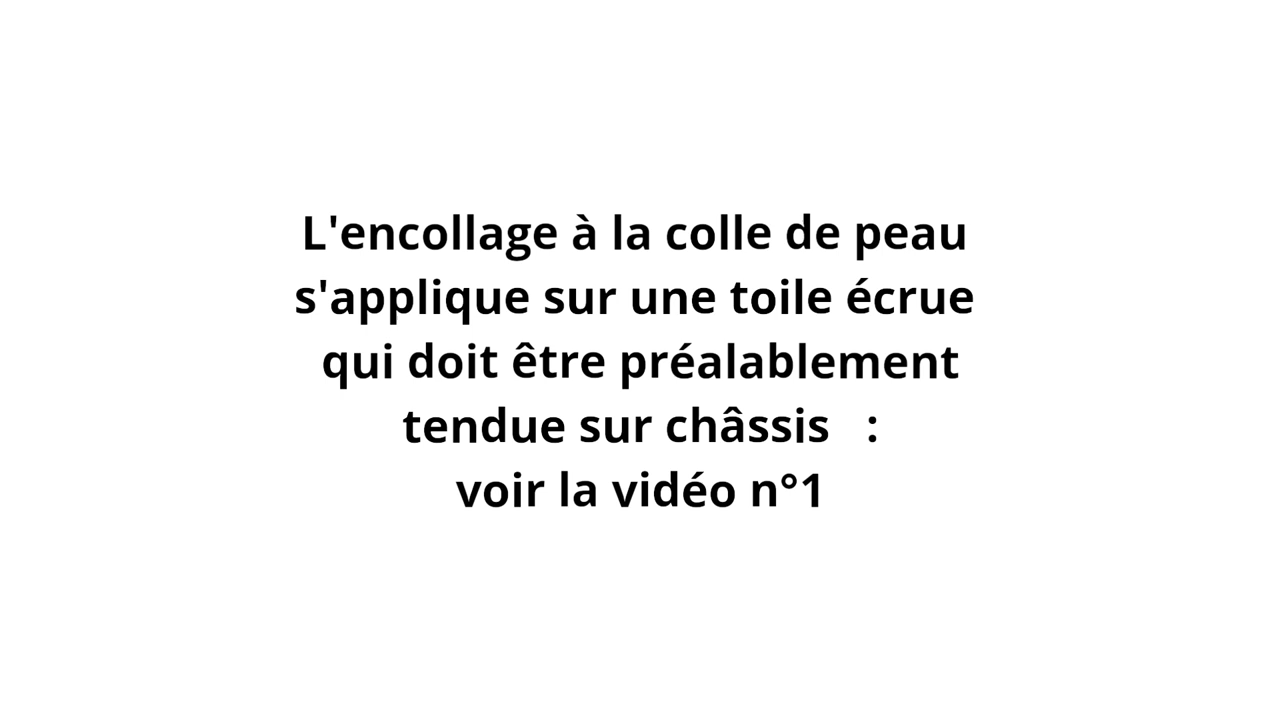 L'encollage à la colle de peau
s'applique sur une toile écrue
qui doit être préalablement
tendue sur châssis   :
voir la vidéo n°1